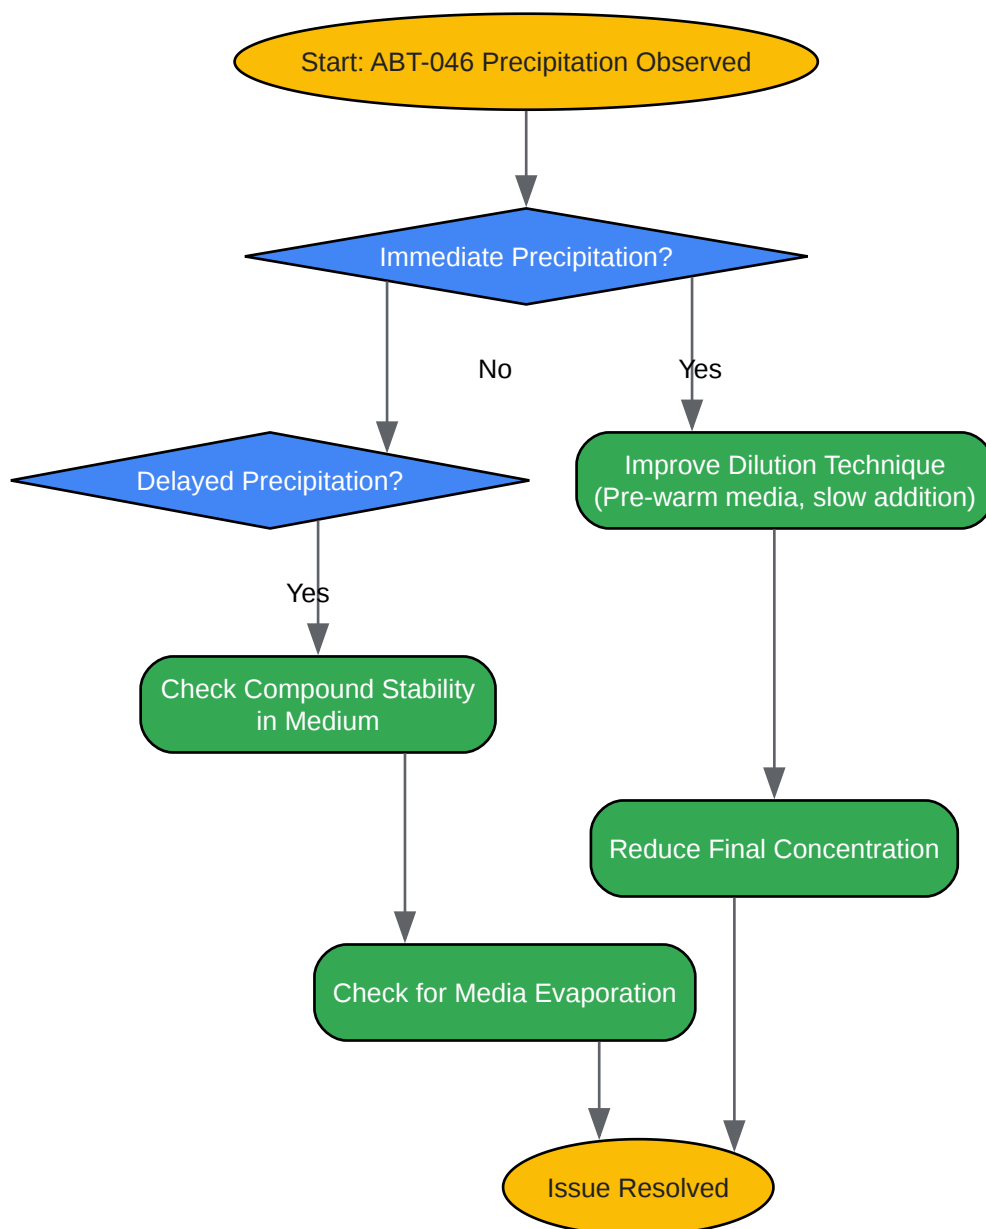 Start: ABT-046 Precipitation Observed
Immediate Precipitation?
No
Yes
Delayed Precipitation?
Improve Dilution Technique
(Pre-warm media, slow addition)
Yes
Check Compound Stability
in Medium
Reduce Final Concentration
Check for Media Evaporation
Issue Resolved